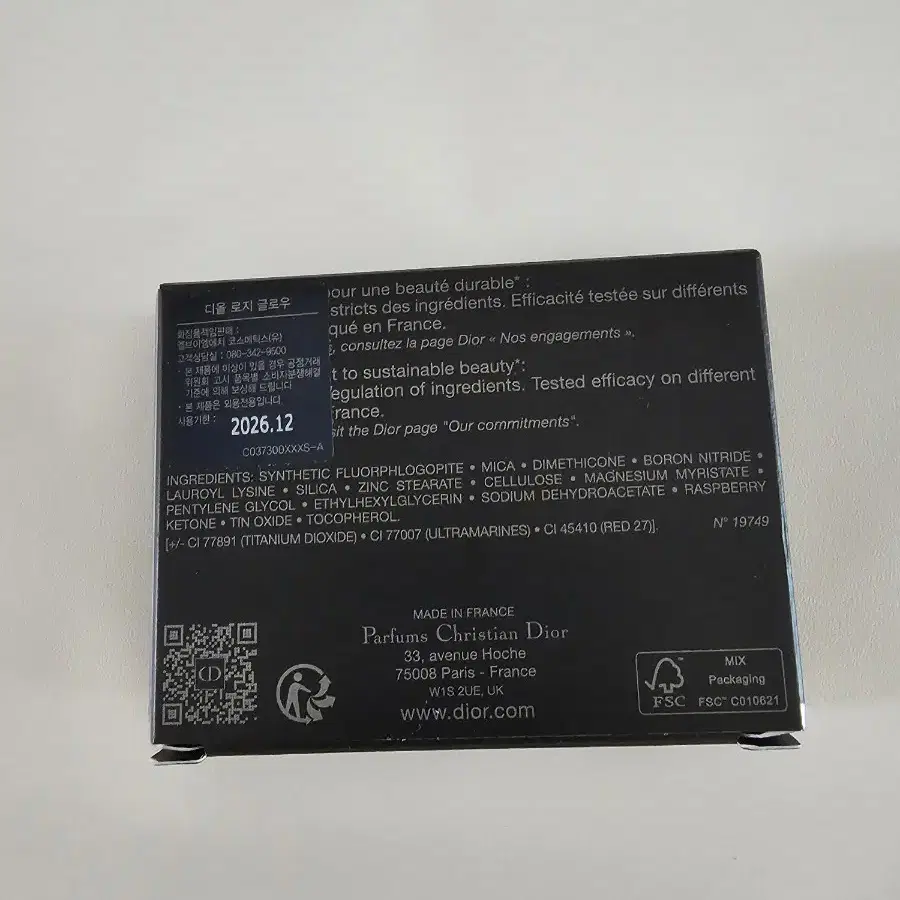 디올 로지 글로우
화장품책임판매 :
엘브이엠에치 코스메틱스(유)
고객상담실 : 080-342-9500
· 본 제품에 이상이 있을 경우 공정거래
위원회 고시 품목별 소비자분쟁해결
기준에 의해 보상해 드립니다
· 본 제품은 외용전용입니다.
사용기한 : 2026.12
C037300XXXS-A
pour une beauté durable* :
stricts des ingrédients. Efficacité testée sur différents
qué en France.
, consultez la page Dior « Nos engagements ».
t to sustainable beauty*:
egulation of ingredients. Tested efficacy on different
rance.
sit the Dior page "Our commitments".
INGREDIENTS: SYNTHETIC FLUORPHLOGOPITE • MICA • DIMETHICONE • BORON NITRIDE •
LAUROYL LYSINE • SILICA • ZINC STEARATE • CELLULOSE • MAGNESIUM MYRISTATE •
PENTYLENE GLYCOL • ETHYLHEXYLGLYCERIN • SODIUM DEHYDROACETATE • RASPBERRY
KETONE • TIN OXIDE • TOCOPHEROL.
[+/- CI 77891 (TITANIUM DIOXIDE) • CI 77007 (ULTRAMARINES) • CI 45410 (RED 27)]. N° 19749
MADE IN FRANCE
Parfums Christian Dior
33, avenue Hoche
75008 Paris - France
W1S 2UE, UK
www.dior.com
CD
FSC
MIX
Packaging
FSC™ C010621